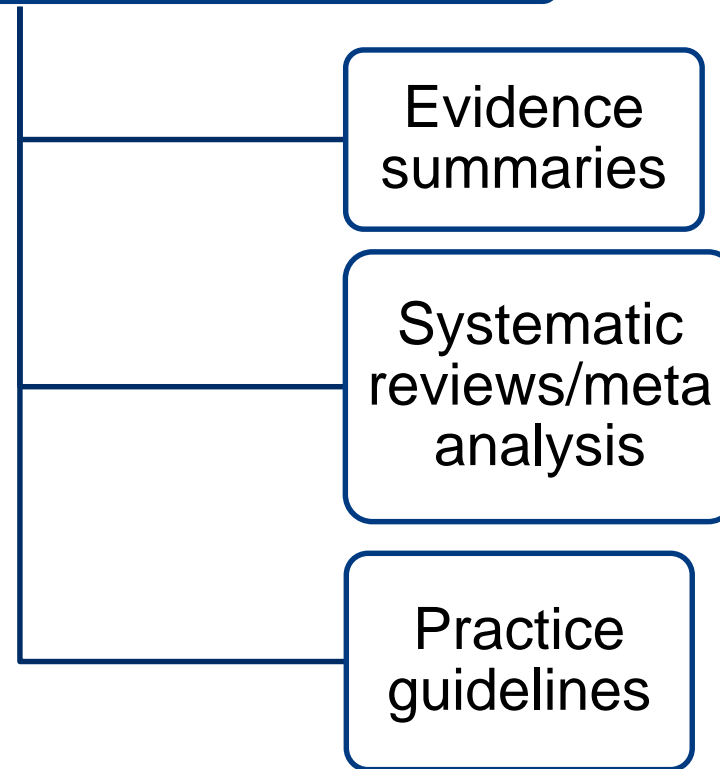 Evidence
summaries
Systematic
reviews/meta
analysis
Practice
guidelines